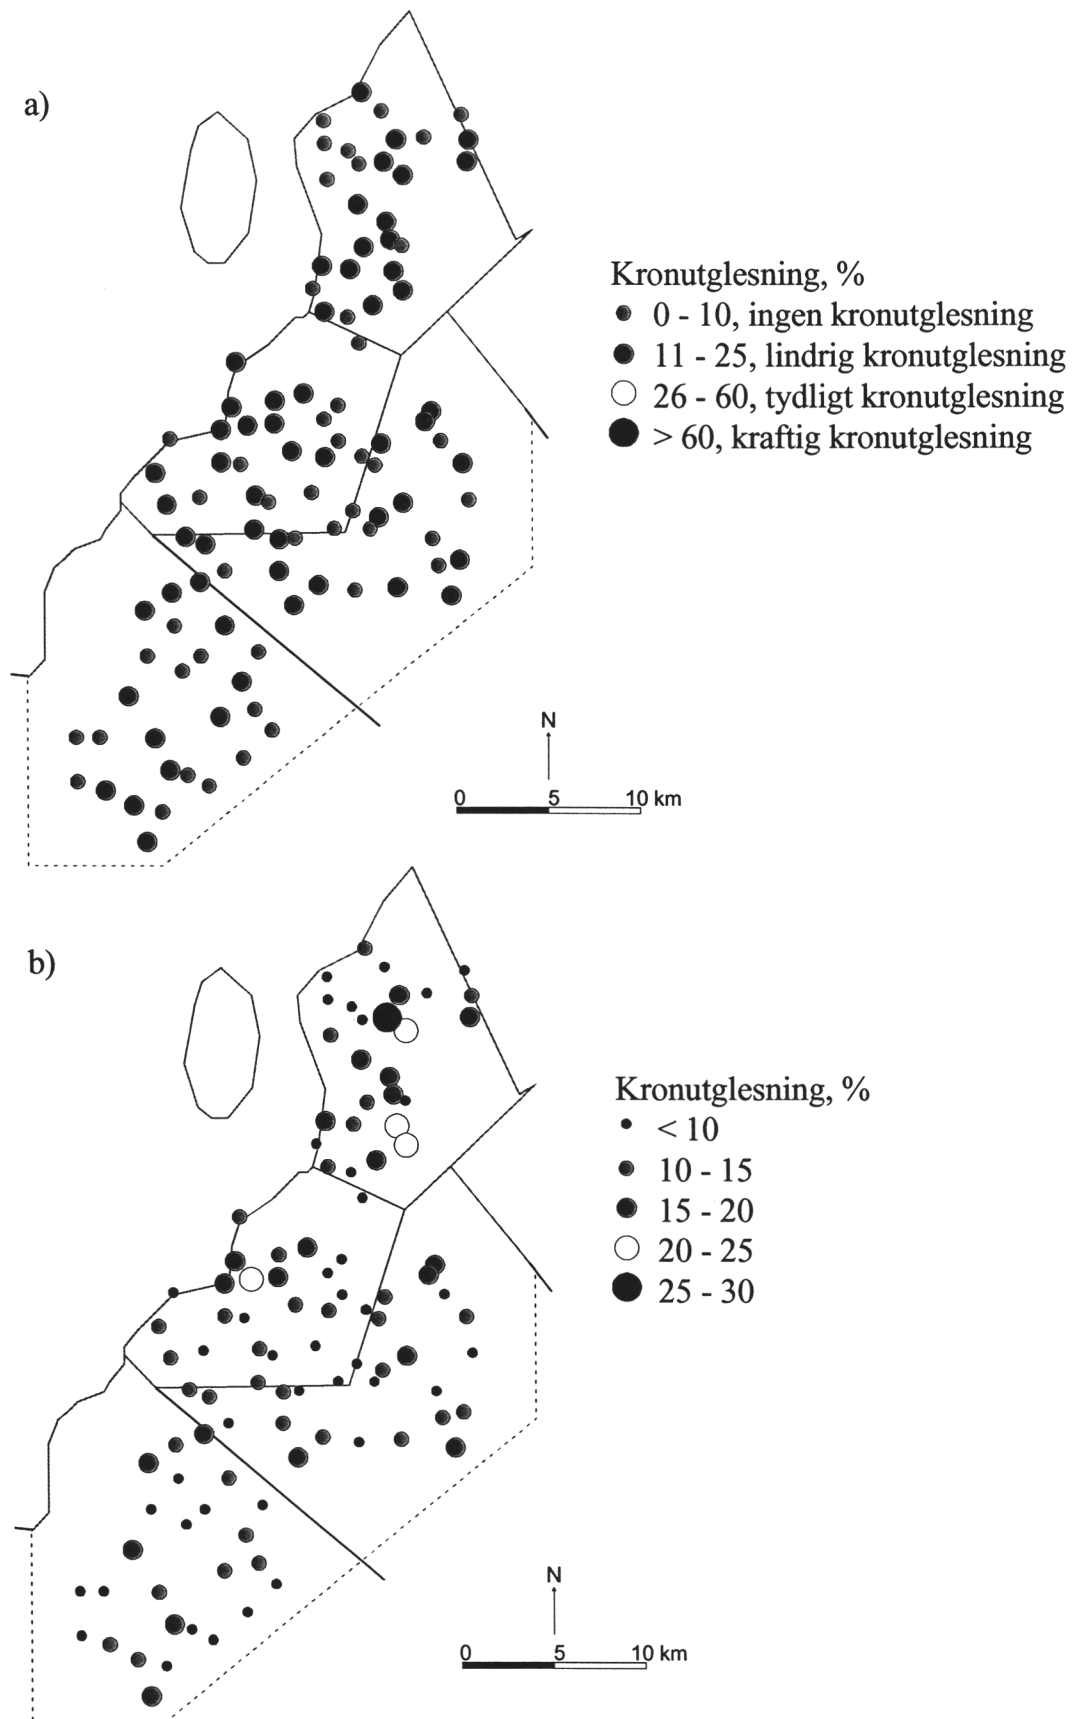 a)
Kronutglesning, %
0 - 10, ingen kronutglesning
11 - 25, lindrig kronutglesning
26 - 60, tydligt kronutglesning
> 60, kraftig kronutglesning
N
0 5 10 km
b)
Kronutglesning, %
< 10
10 - 15
15 - 20
20 - 25
25 - 30
N
0 5 10 km